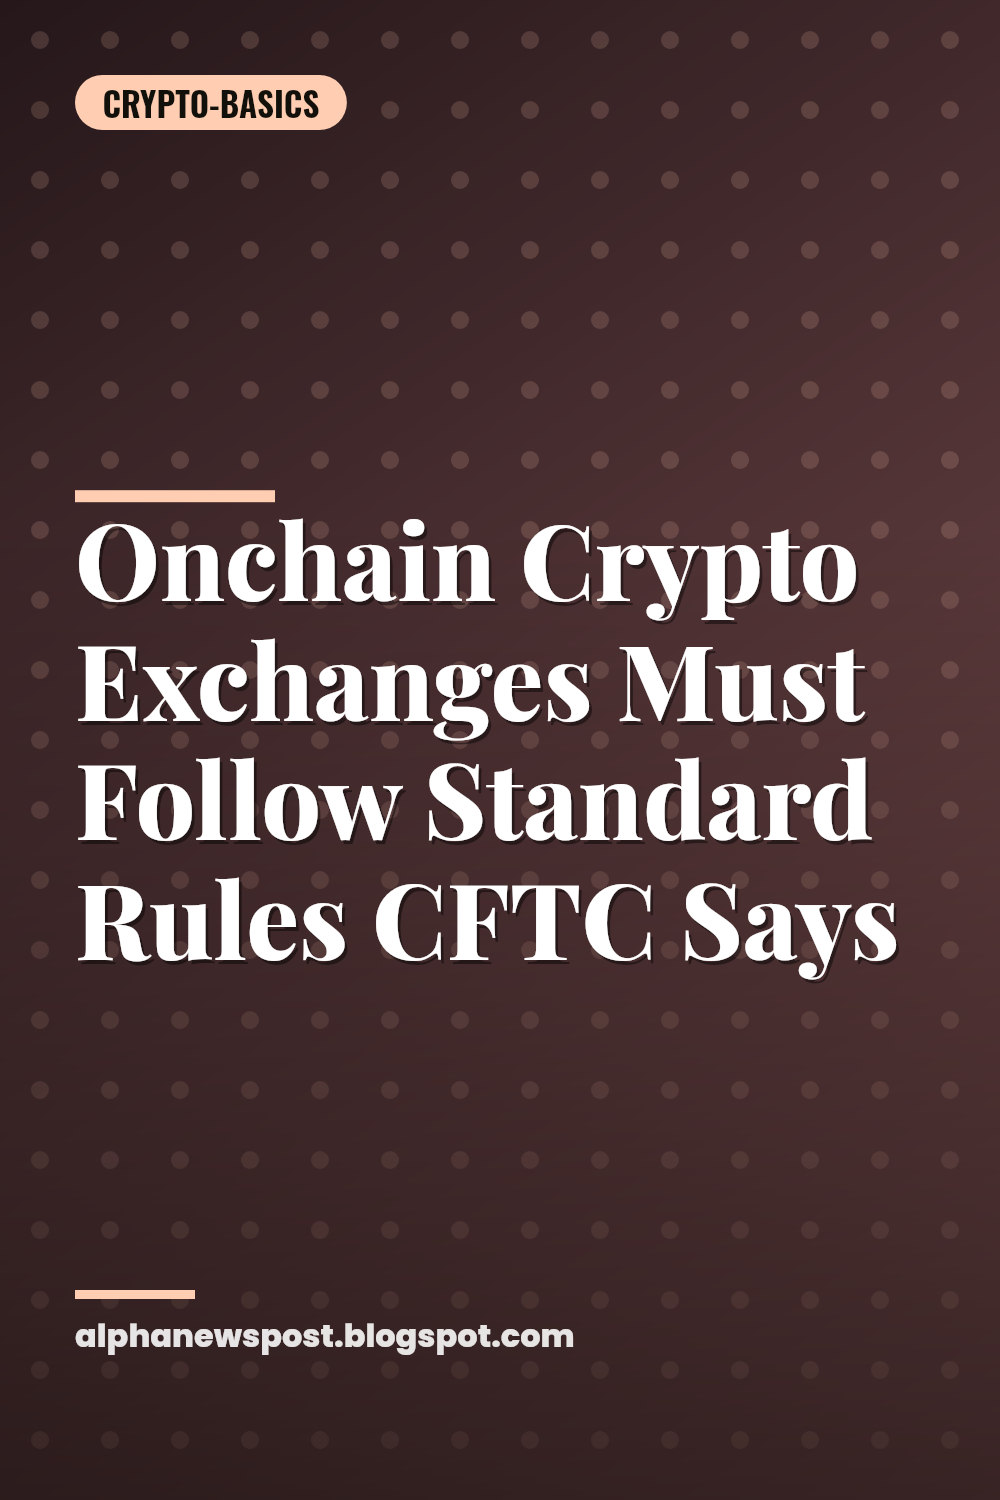 CRYPTO-BASICS
Onchain Crypto
Exchanges Must
Follow Standard
Rules CFTC Says
alphanewspost.blogspot.com